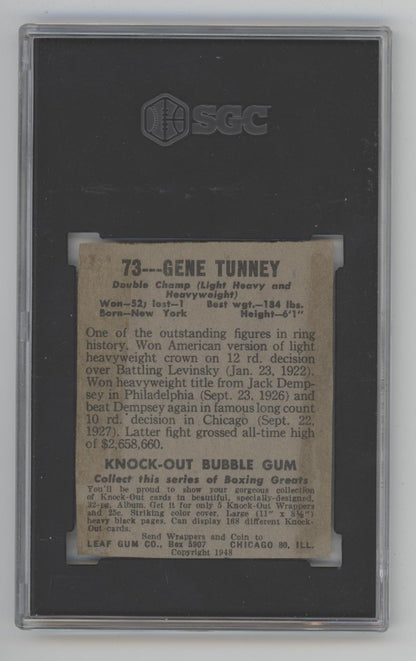 SGC
73---GENE TUNNEY
Double Champ (Light Heavy and
Heavyweight)
Won—52; lost—1 Best wgt.—184 lbs.
Born—New York Height—6'1"
One of the outstanding figures in ring
history. Won American version of light
heavyweight crown on 12 rd. decision
over Battling Levinsky (Jan. 23, 1922).
Won heavyweight title from Jack Demp-
sey in Philadelphia (Sept. 23, 1926) and
beat Dempsey again in famous long count
10 rd. decision in Chicago (Sept. 22,
1927). Latter fight grossed all-time high
of $2,658,660.
KNOCK-OUT BUBBLE GUM
Collect this series of Boxing Greats
You'll be proud to show your gorgeous collection
of Knock-Out cards in beautiful, specially-designed,
32-pg. Album. Get it for only 5 Knock-Out Wrappers
and 25c. Striking color cover. Large (11" x 8½")
heavy black pages. Can display 168 different Knock-
Out cards.
Send Wrappers and Coin to
LEAF GUM CO., Box 5907 CHICAGO 80, ILL.
Copyright 1948